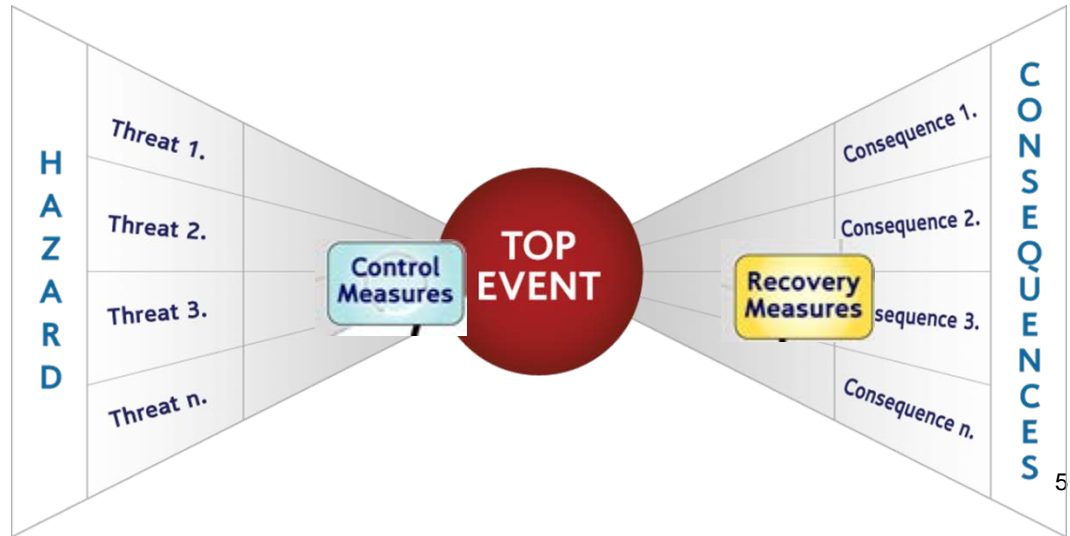 HAZARD
Threat 1.
Threat 2.
Threat 3.
Threat n.
Control
Measures
TOP
EVENT
Recovery
Measures
Consequence 1.
Consequence 2.
sequence 3.
Consequence n.
CONSEQUENCES
5